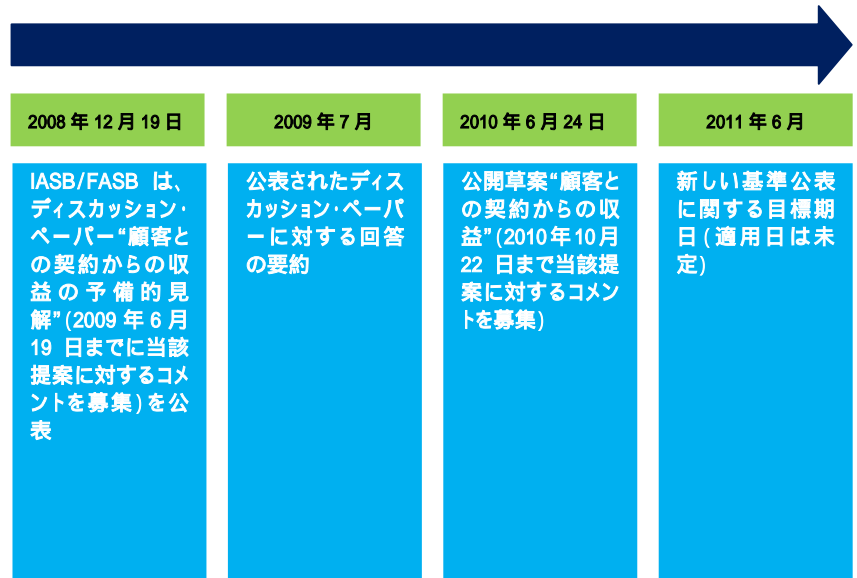 2008 年 12 月 19 日
IASB/FASB は、
ディスカッション・
ペーパー“顧客と
の契約からの収
益の予備的見
解”(2009 年 6 月
19 日までに当該
提案に対するコメ
ントを募集)を公
表
2009 年 7 月
公表されたディス
カッション・ペーパ
ーに対する回答
の要約
2010 年 6 月 24 日
公開草案“顧客と
の契約からの収
益”(2010年10月
22 日まで当該提
案に対するコメン
トを募集)
2011 年 6 月
新しい基準公表
に関する目標期
日(適用日は未
定)